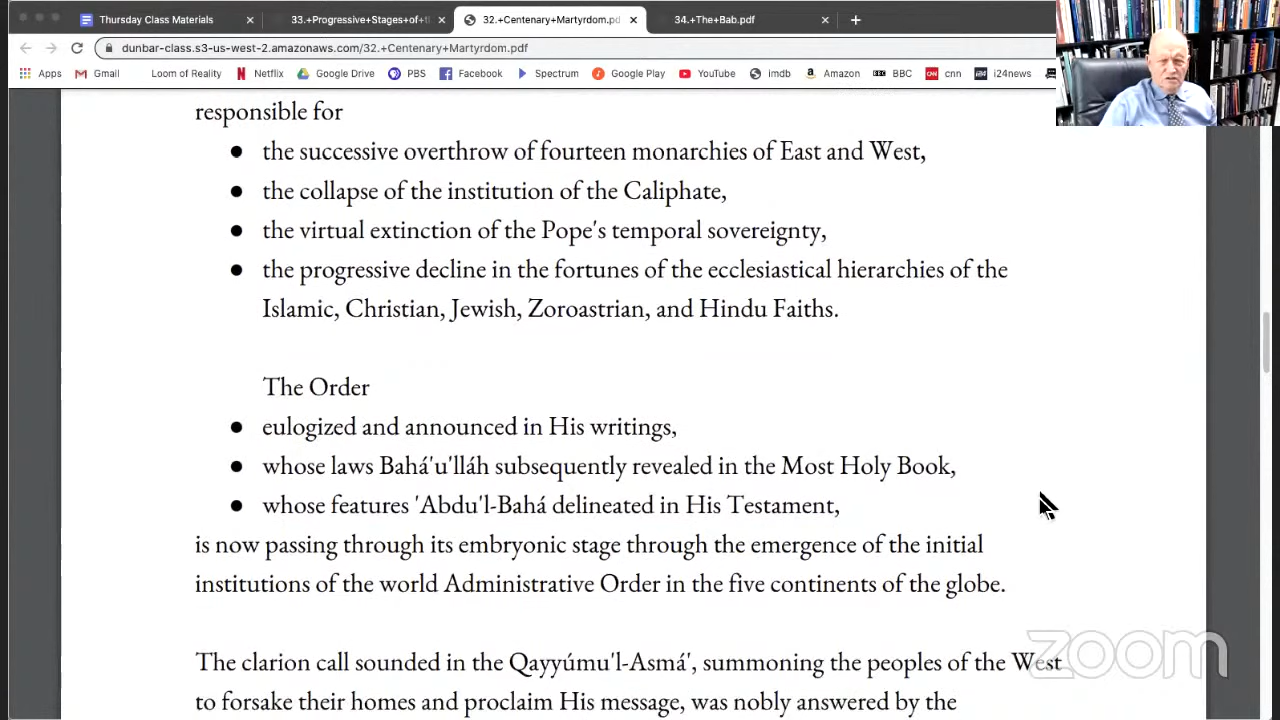 Thursday Class Materials
33.+Progressive+Stages+of+t
32.+Centenary+Martyrdom.pd
34.+The+Bab.pdf
dunbar-class.s3-us-west-2.amazonaws.com/32.+Centenary+Martyrdom.pdf
Apps Gmail Loom of Reality Netflix Google Drive PBS Facebook Spectrum Google Play YouTube imdb Amazon BBC cnn i24news
responsible for
● the successive overthrow of fourteen monarchies of East and West,
● the collapse of the institution of the Caliphate,
● the virtual extinction of the Pope's temporal sovereignty,
● the progressive decline in the fortunes of the ecclesiastical hierarchies of the
Islamic, Christian, Jewish, Zoroastrian, and Hindu Faiths.
The Order
● eulogized and announced in His writings,
● whose laws Bahá'u'lláh subsequently revealed in the Most Holy Book,
● whose features 'Abdu'l-Bahá delineated in His Testament,
is now passing through its embryonic stage through the emergence of the initial
institutions of the world Administrative Order in the five continents of the globe.
The clarion call sounded in the Qayyúmu'l-Asmá', summoning the peoples of the West
to forsake their homes and proclaim His message, was nobly answered by the
zoom